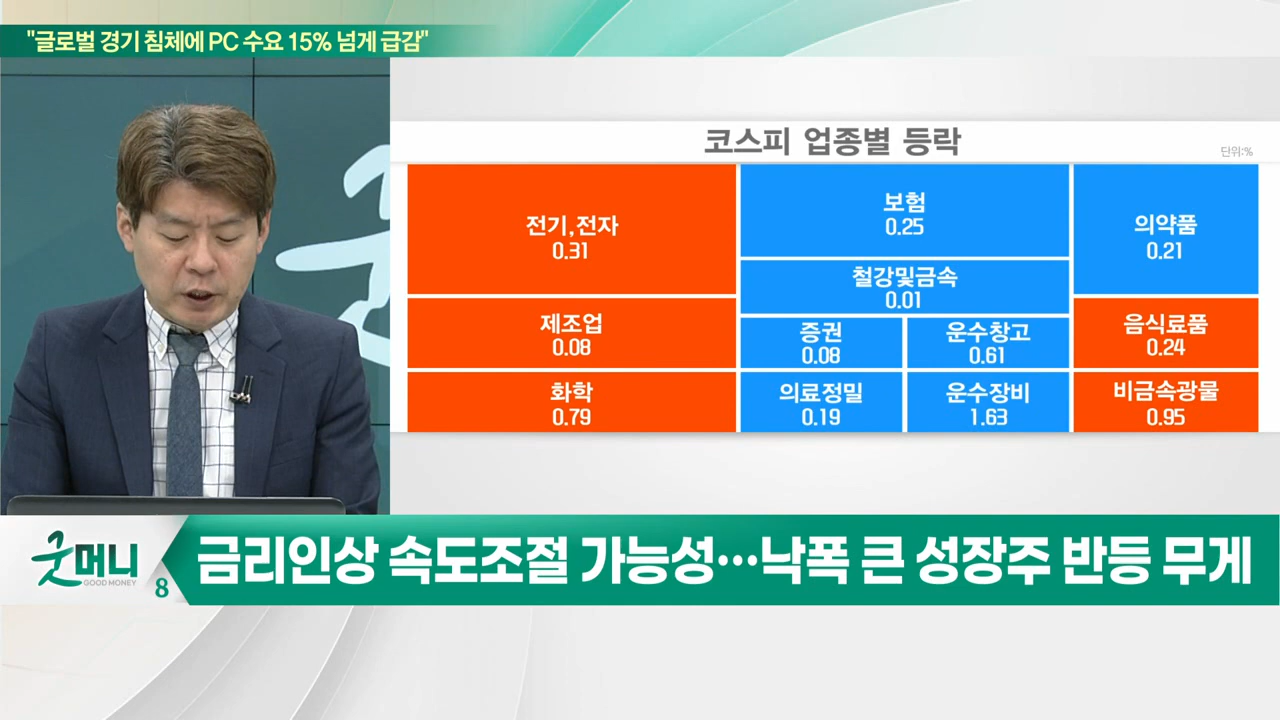 "글로벌 경기 침체에 PC 수요 15% 넘게 급감"
코스피 업종별 등락
단위:%
전기,전자
0.31
제조업
0.08
화학
0.79
보험
0.25
철강및금속
0.01
증권
0.08
운수창고
0.61
의료정밀
0.19
운수장비
1.63
의약품
0.21
음식료품
0.24
비금속광물
0.95
굿머니
GOOD MONEY
8
금리인상 속도조절 가능성…낙폭 큰 성장주 반등 무게